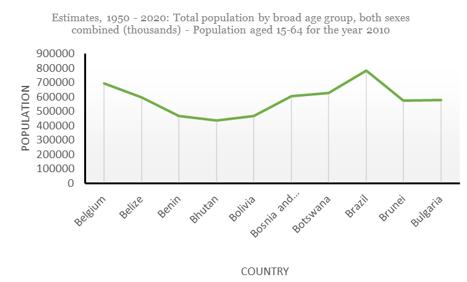 Estimates, 1950 - 2020: Total population by broad age group, both sexes
combined (thousands) - Population aged 15-64 for the year 2010
900000
800000
700000
600000
500000
400000
300000
200000
100000
0
POPULATION
Belgium
Belize
Benin
Bhutan
Bolivia
Bosnia and...
Botswana
Brazil
Brunei
Bulgaria
COUNTRY